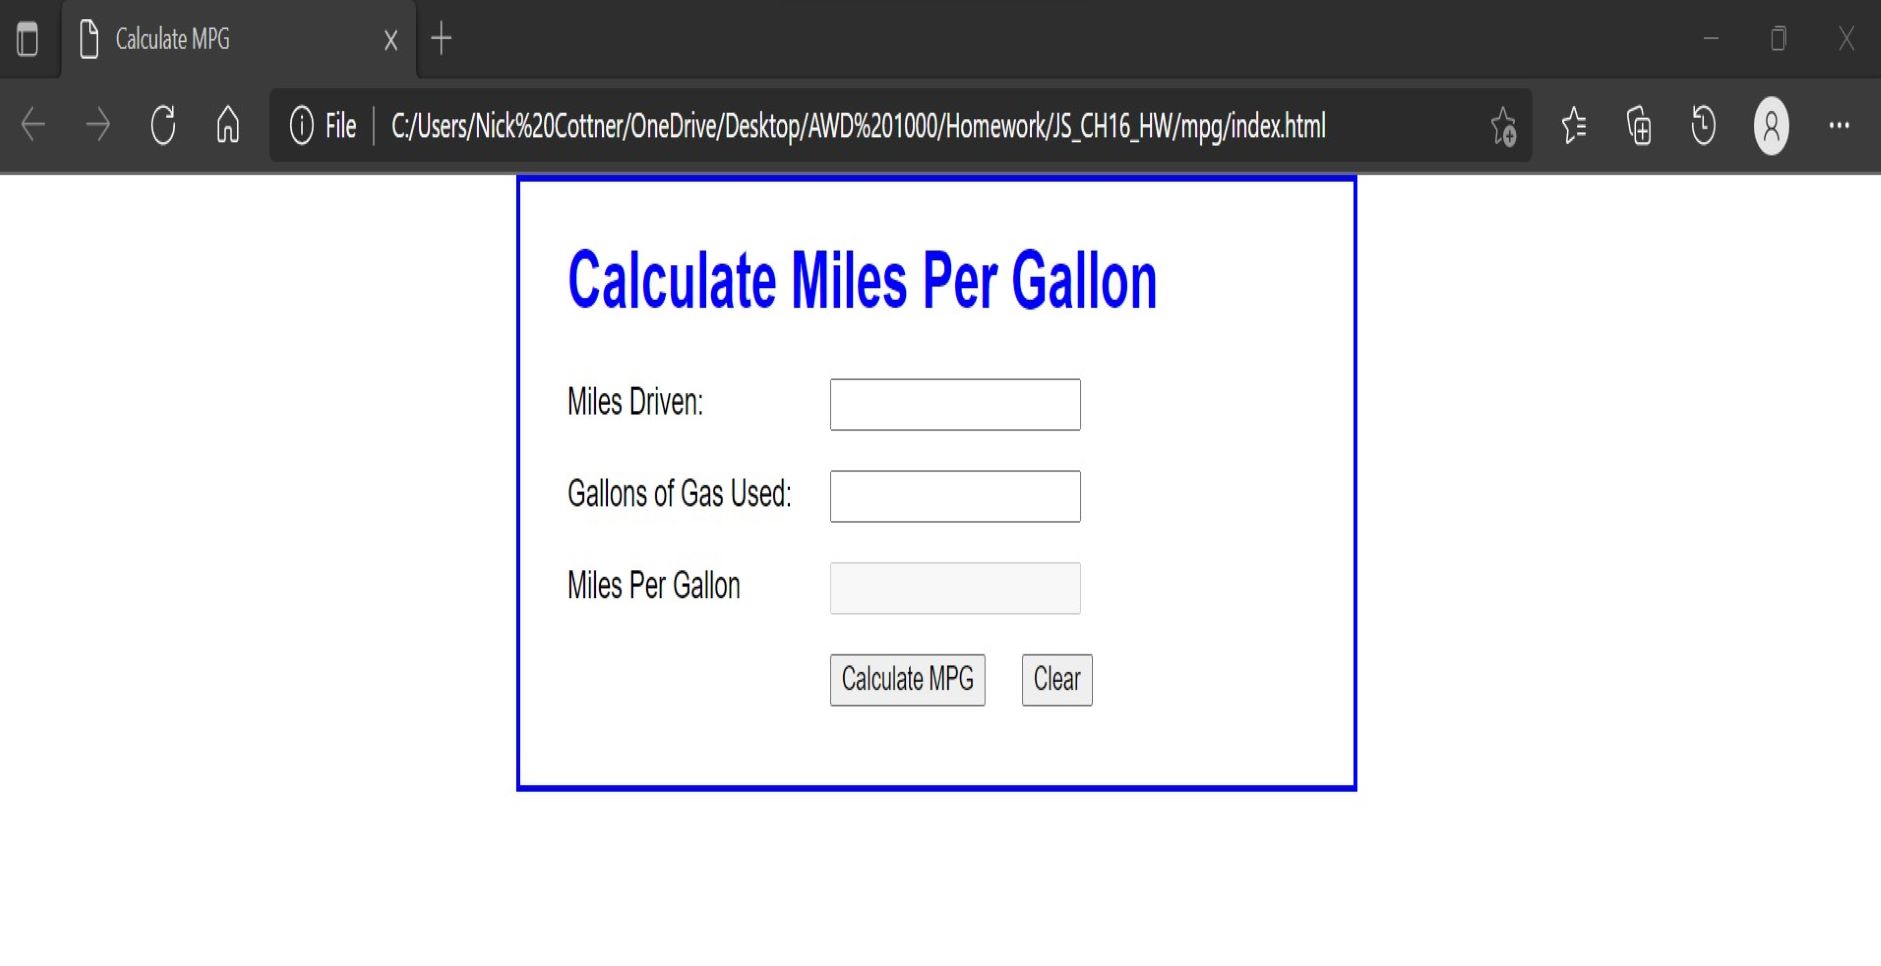 Calculate MPG
File
C:/Users/Nick%20Cottner/OneDrive/Desktop/AWD%201000/Homework/JS_CH16_HW/mpg/index.html
Calculate Miles Per Gallon
Miles Driven:
Gallons of Gas Used:
Miles Per Gallon
Calculate MPG Clear